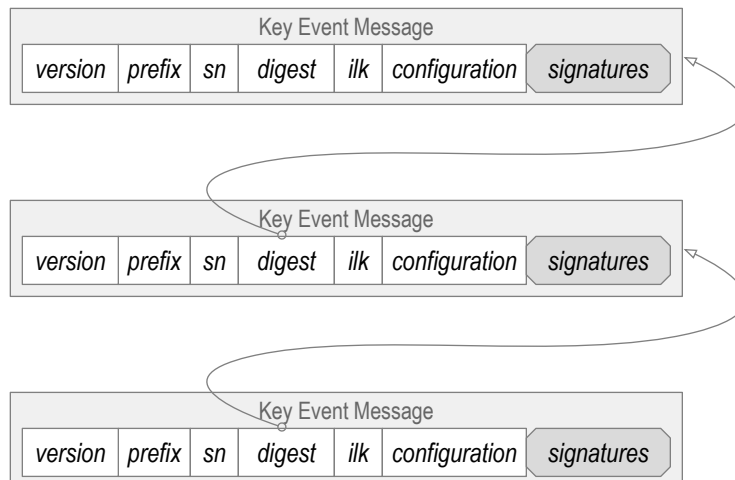 Key Event Message
version prefix sn digest ilk configuration signatures
Key Event Message
version prefix sn digest ilk configuration signatures
Key Event Message
version prefix sn digest ilk configuration signatures